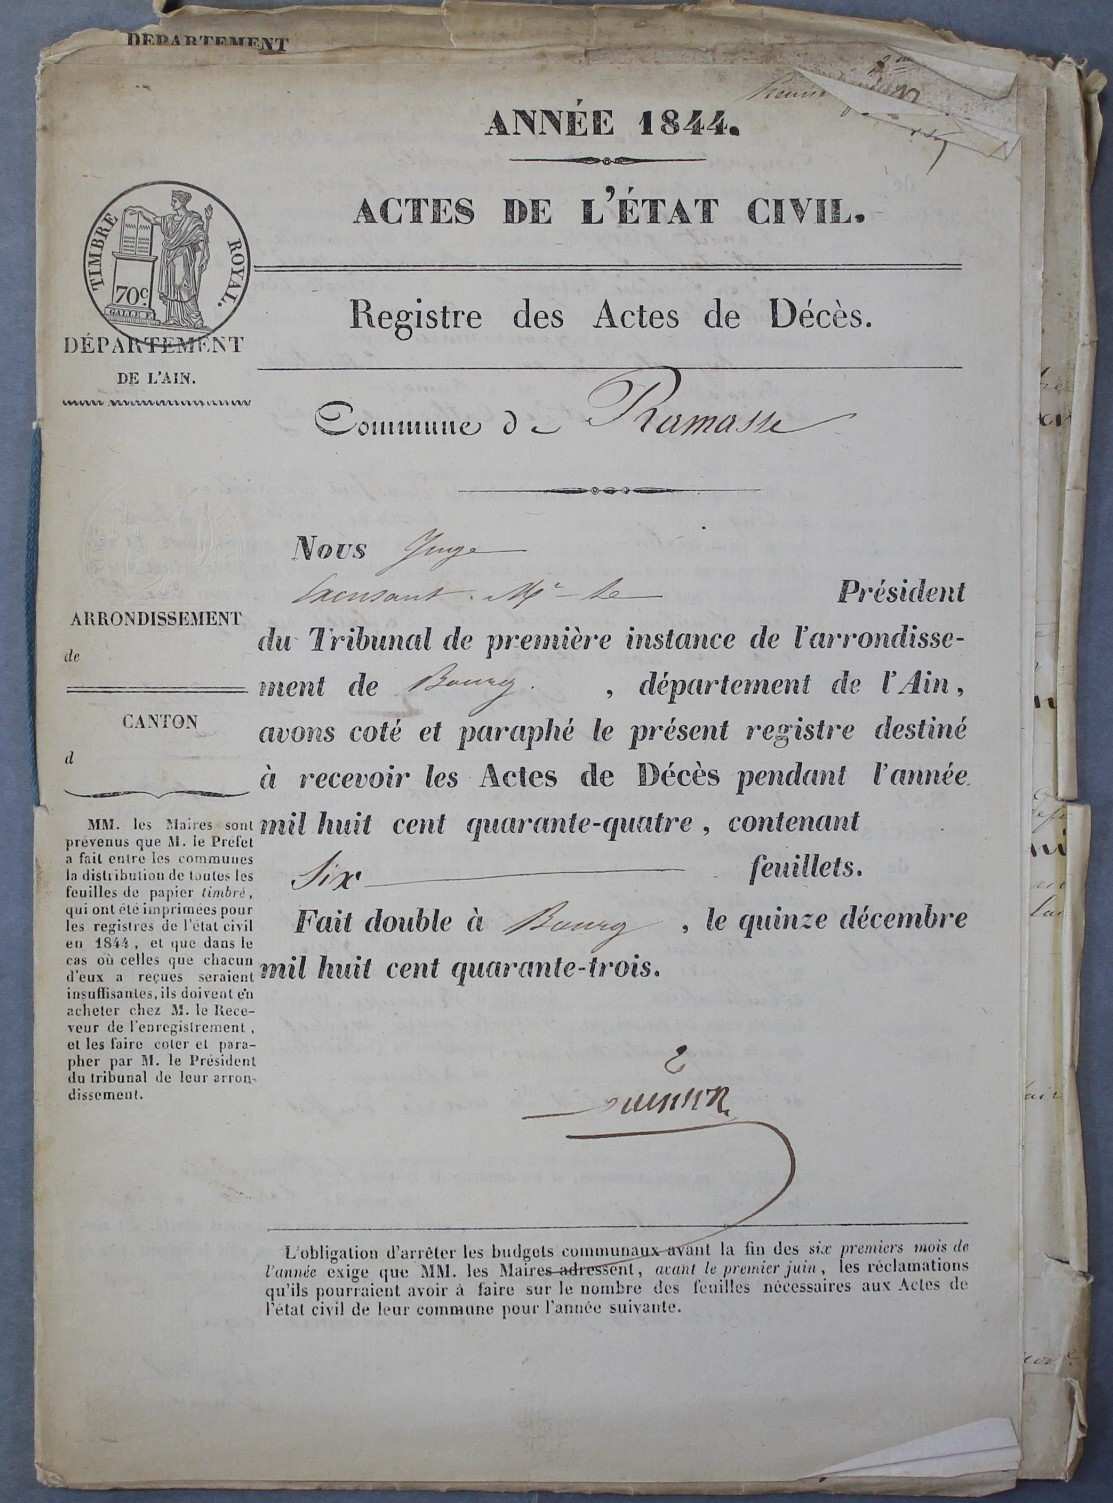 DÉPARTEMENT
ANNÉE 1844.
ACTES DE L'ÉTAT CIVIL.
TIMBRE ROYAL.
70c
GALLE F.
Registre des Actes de Décès.
DÉPARTEMENT
DE L'AIN.
Commune de Ramasse
Nous Juge
Mr le Président
ARRONDISSEMENT
de
du Tribunal de première instance de l'arrondisse-
ment de Bourg. , département de l'Ain,
CANTON
d
avons coté et paraphé le présent registre destiné
à recevoir les Actes de Décès pendant l'année
mil huit cent quarante-quatre, contenant
Six feuillets.
Fait double à Bourg, le quinze décembre
mil huit cent quarante-trois.
MM. les Maires sont
prévenus que M. le Préfet
a fait entre les communes
la distribution de toutes les
feuilles de papier timbré,
qui ont été imprimées pour
les registres de l'état civil
en 1844, et que dans le
cas où celles que chacun
d'eux a reçues seraient
insuffisantes, ils doivent en
acheter chez M. le Rece-
veur de l'enregistrement,
et les faire coter et para-
pher par M. le Président
du tribunal de leur arron-
dissement.
L'obligation d'arrêter les budgets communaux avant la fin des six premiers mois de
l'année exige que MM. les Maires adressent, avant le premier juin, les réclamations
qu'ils pourraient avoir à faire sur le nombre des feuilles nécessaires aux Actes de
l'état civil de leur commune pour l'année suivante.